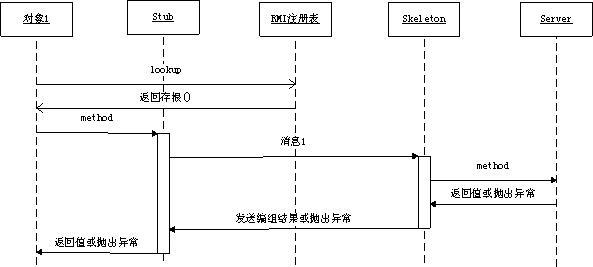 对象1
Stub
RMI注册表
Skeleton
Server
lookup
返回存根()
method
消息1
method
返回值或抛出异常
发送编组结果或抛出异常
返回值或抛出异常